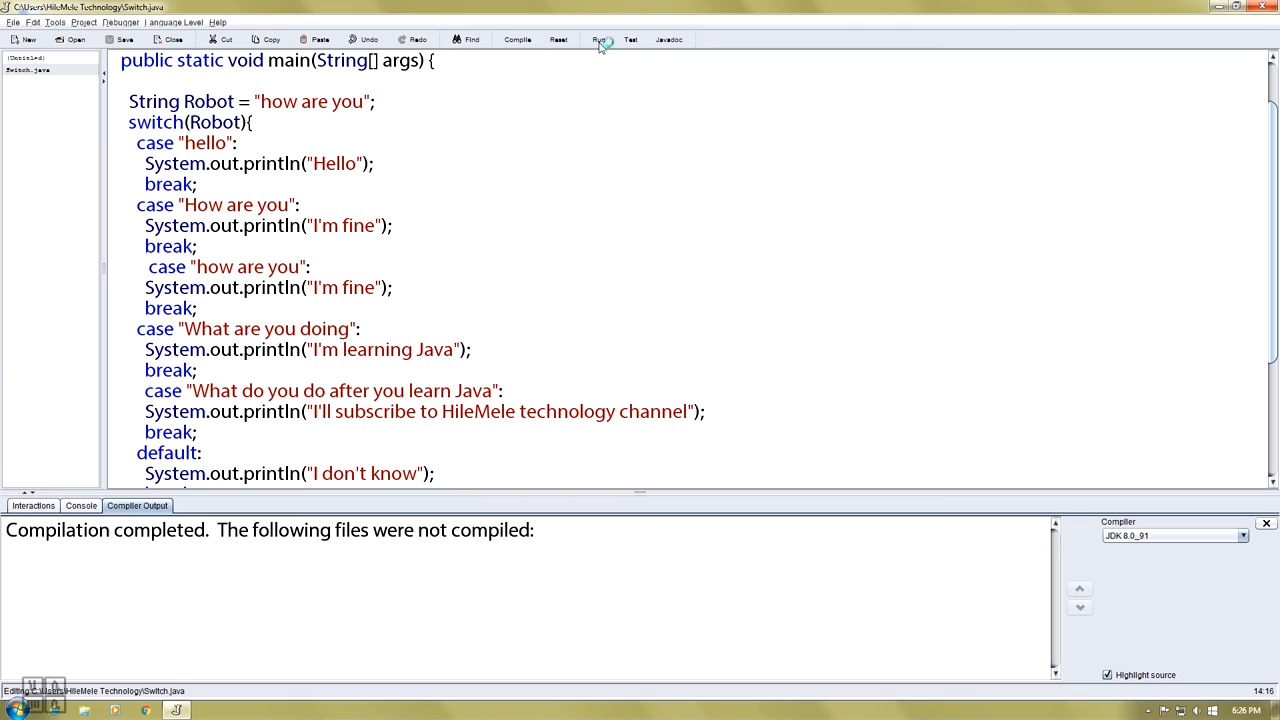 C:\Users\HileMele Technology\Switch.java
File Edit Tools Project Debugger Language Level Help
New Open Save Close Cut Copy Paste Undo Redo Find Compile Reset Run Test Javadoc
(Untitled)
Switch.java
public static void main(String[] args) {
String Robot = "how are you";
switch(Robot){
case "hello":
System.out.println("Hello");
break;
case "How are you":
System.out.println("I'm fine");
break;
case "how are you":
System.out.println("I'm fine");
break;
case "What are you doing":
System.out.println("I'm learning Java");
break;
case "What do you do after you learn Java":
System.out.println("I'll subscribe to HileMele technology channel");
break;
default:
System.out.println("I don't know");
Interactions Console Compiler Output
Compilation completed. The following files were not compiled:
Compiler
JDK 8.0_91
Highlight source
Editing C:\Users\HileMele Technology\Switch.java
14:16
6:26 PM